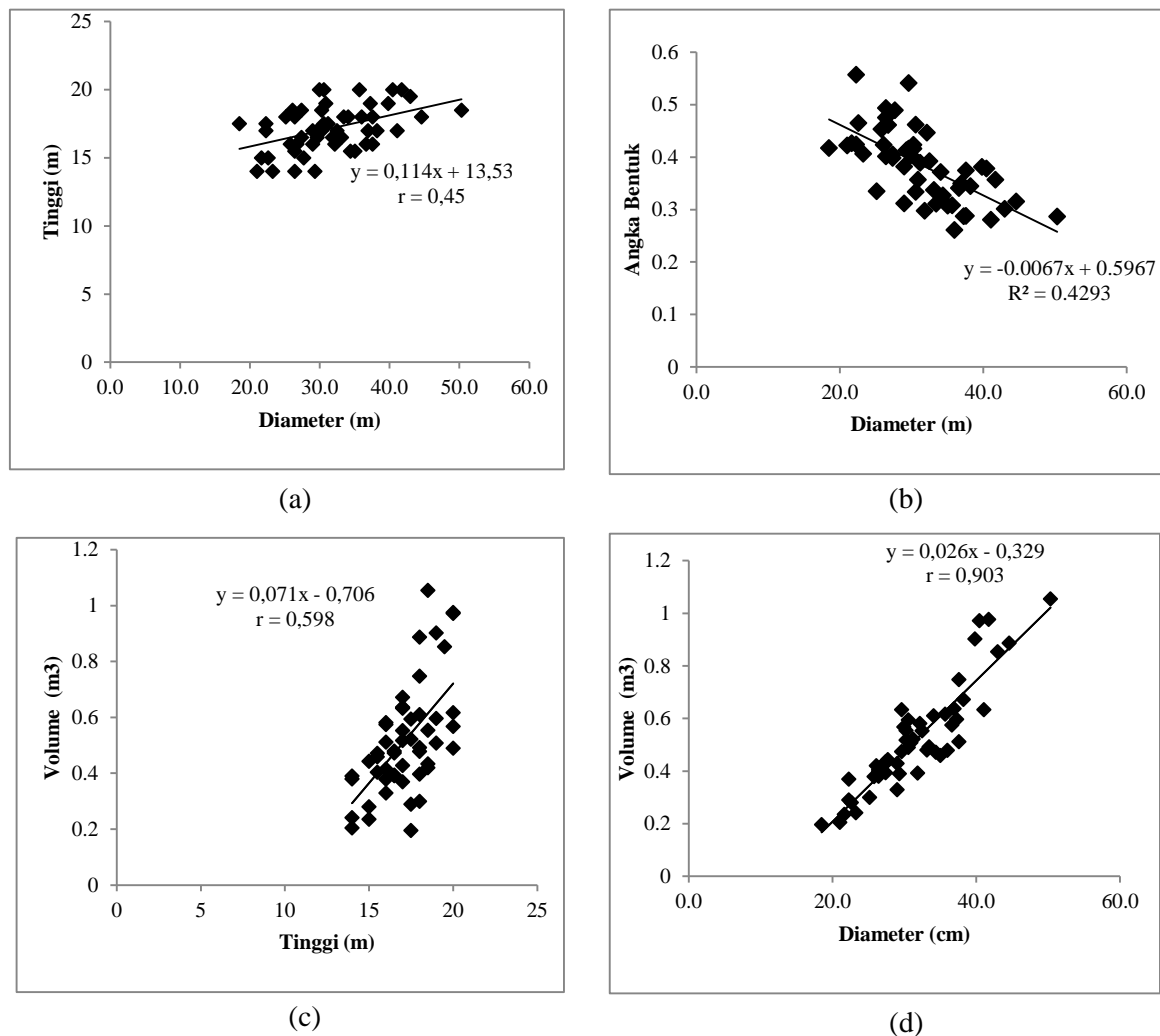 25
20
15
10
5
0
Tinggi (m)
y = 0,114x + 13,53
r = 0,45
0.0 10.0 20.0 30.0 40.0 50.0 60.0
Diameter (m)
(a)
0.6
0.5
0.4
0.3
0.2
0.1
0
Angka Bentuk
y = -0.0067x + 0.5967
R² = 0.4293
0.0 20.0 40.0 60.0
Diameter (m)
(b)
1.2
1
0.8
0.6
0.4
0.2
0
Volume (m3)
y = 0,071x - 0,706
r = 0,598
0 5 10 15 20 25
Tinggi (m)
(c)
1.2
1
0.8
0.6
0.4
0.2
0
Volume (m3)
y = 0,026x - 0,329
r = 0,903
0.0 20.0 40.0 60.0
Diameter (cm)
(d)